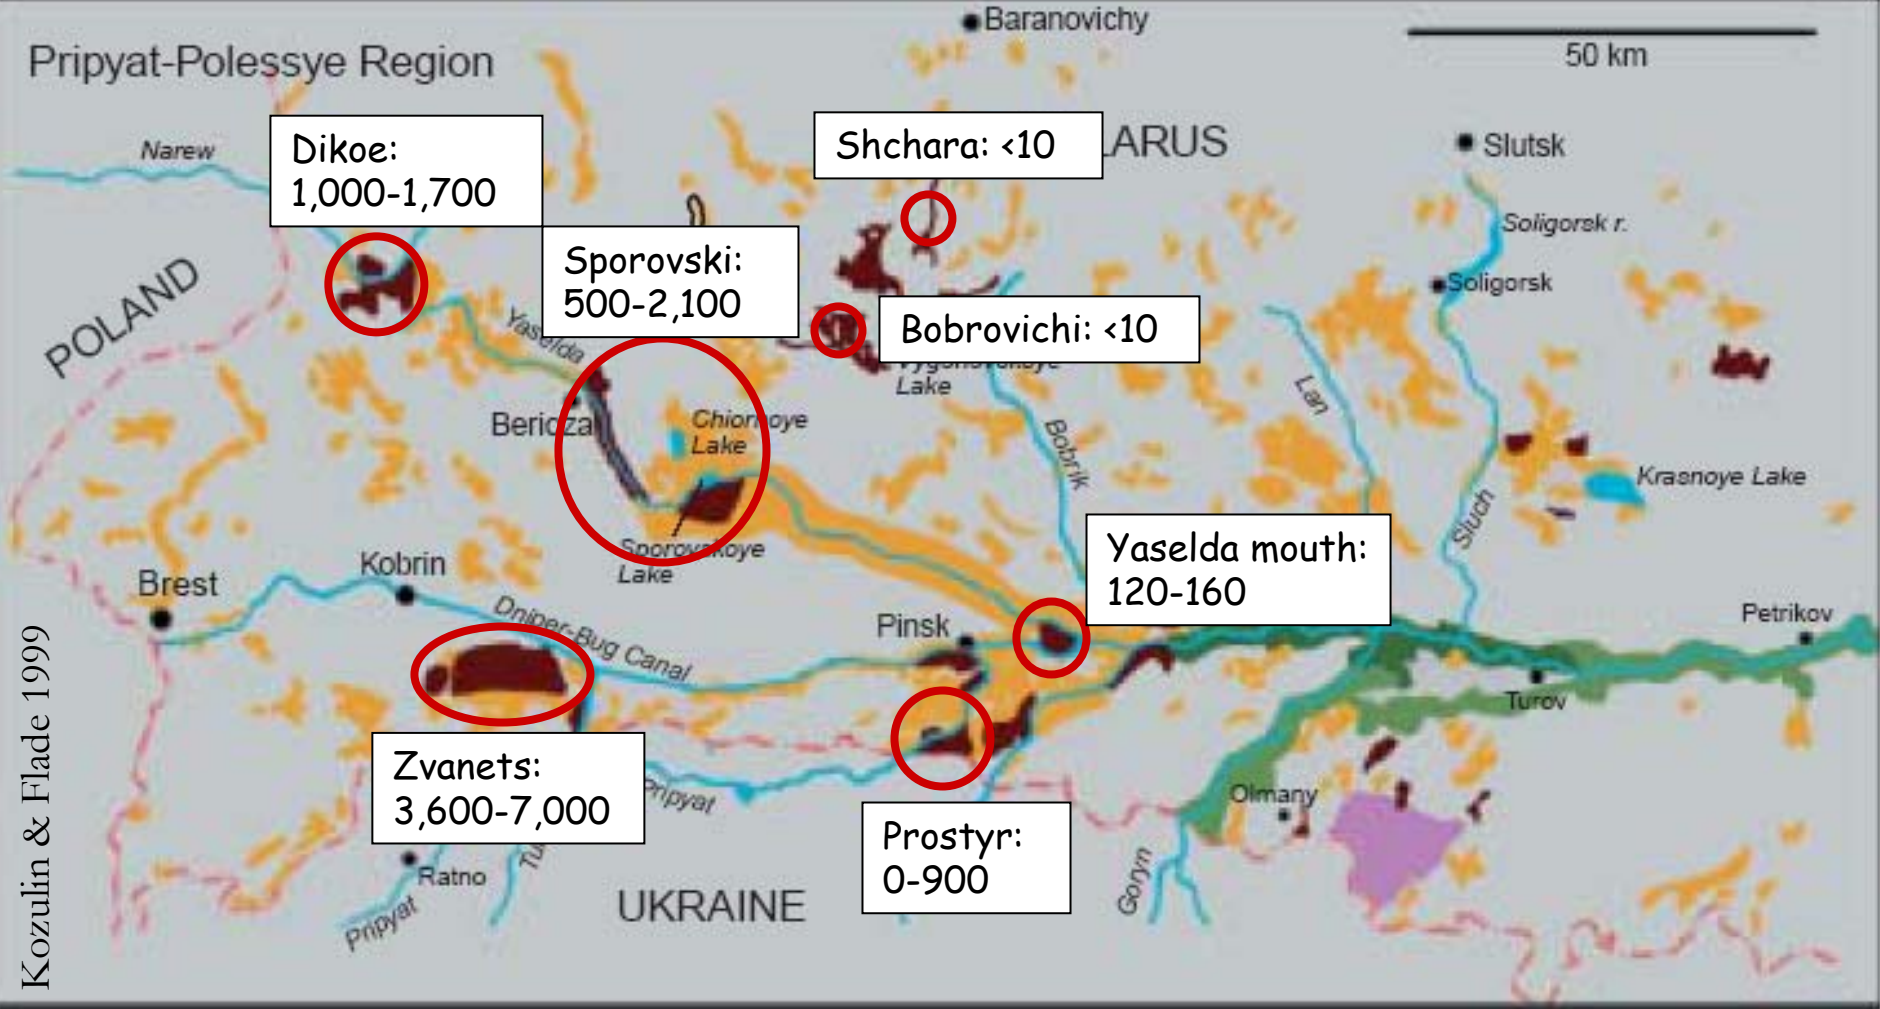 Baranovichy
50 km
Pripyat-Polessye Region
Narew
Dikoe:
1,000-1,700
Shchara: <10
LARUS
Slutsk
Soligorsk r.
POLAND
Sporovski:
500-2,100
Soligorsk
Yaselda
Bobrovichi: <10
Lake
Lan
Bobrik
Berioza
Chiornoye
Lake
Krasnoye Lake
Sluch
Sporovskoye
Lake
Yaselda mouth:
120-160
Kobrin
Brest
Dniper-Bug Canal
Pinsk
Petrikov
Turov
Zvanets:
3,600-7,000
Pripyat
Olmany
Prostyr:
0-900
Goryn
Ratno
Pripyat
UKRAINE
Kozulin & Flade 1999